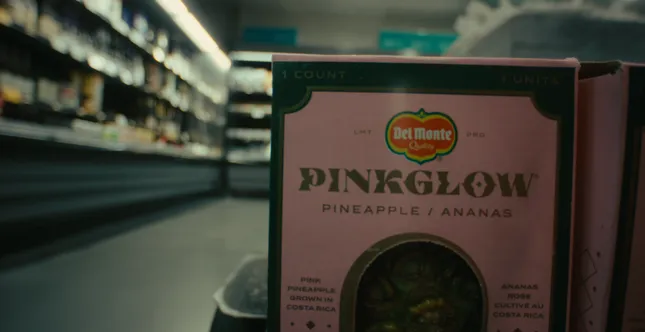 1 COUNT
1 UNITÉ
Del Monte
Quality
PINKGLOW
PINEAPPLE / ANANAS
PINK
PINEAPPLE
GROWN IN
COSTA RICA
ANANAS
ROSE
CULTIVÉ AU
COSTA RICA